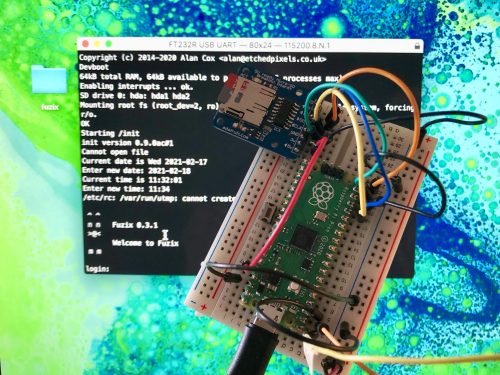 FT232R USB UART — 80x24 — 115200.8.N.1
Copyright (c) 2014-2020 Alan Cox <alan@etchedpixels.co.uk>
Devboot
64kB total RAM, 64kB available to p processes max)
Enabling interrupts ... ok.
SD drive 0: hda: hda1 hda2
Mounting root fs (root_dev=2, ro) system, forcing
r/o.
OK
Starting /init
init version 0.9.0ac#1
Cannot open file
Current date is Wed 2021-02-17
Enter new date: 2021-02-18
Current time is 11:32:01
Enter new time: 11:34
/etc/rc: /var/run/utmp: cannot create
^ ^
n n Fuzix 0.3.1
>@<
Welcome to Fuzix
m m
login:
fuzix